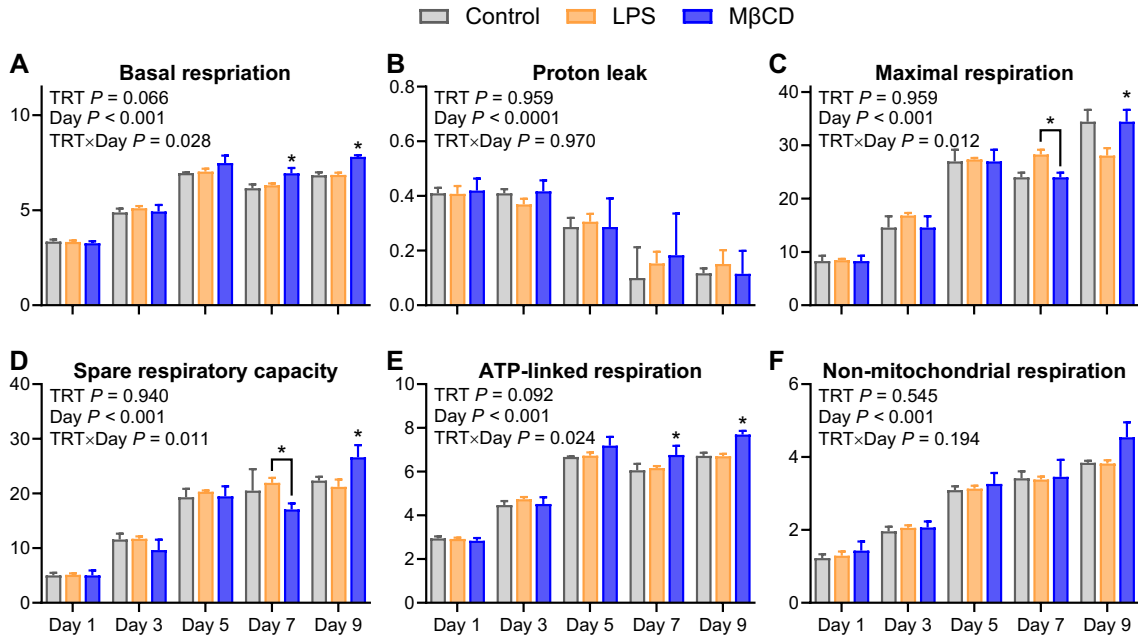 Control LPS MβCD
A Basal respriation
TRT P = 0.066
Day P < 0.001
TRT×Day P = 0.028
* *
10
5
0
B Proton leak
TRT P = 0.959
Day P < 0.0001
TRT×Day P = 0.970
0.8
0.6
0.4
0.2
0.0
C Maximal respiration
TRT P = 0.959
Day P < 0.001
TRT×Day P = 0.012
* *
40
30
20
10
0
D Spare respiratory capacity
TRT P = 0.940
Day P < 0.001
TRT×Day P = 0.011
* *
40
30
20
10
0
Day 1 Day 3 Day 5 Day 7 Day 9
E ATP-linked respiration
TRT P = 0.092
Day P < 0.001
TRT×Day P = 0.024
* *
10
8
6
4
2
0
Day 1 Day 3 Day 5 Day 7 Day 9
F Non-mitochondrial respiration
TRT P = 0.545
Day P < 0.001
TRT×Day P = 0.194
6
4
2
0
Day 1 Day 3 Day 5 Day 7 Day 9